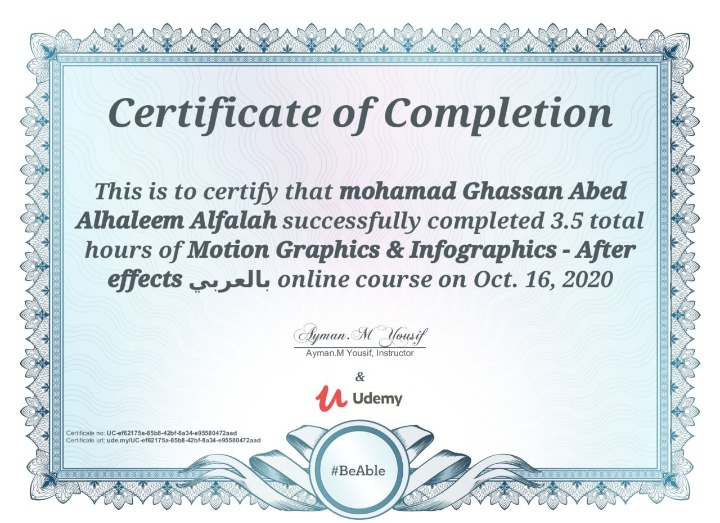 Certificate of Completion
This is to certify that mohamad Ghassan Abed
Alhaleem Alfalah successfully completed 3.5 total
hours of Motion Graphics & Infographics - After
effects بالعربي online course on Oct. 16, 2020
Ayman.M Yousif
Ayman.M Yousif, Instructor
&
Udemy
Certificate no: UC-ef62175a-85b8-42bf-8a34-e95580472aad
Certificate url: ude.my/UC-ef62175a-85b8-42bf-8a34-e95580472aad
#BeAble